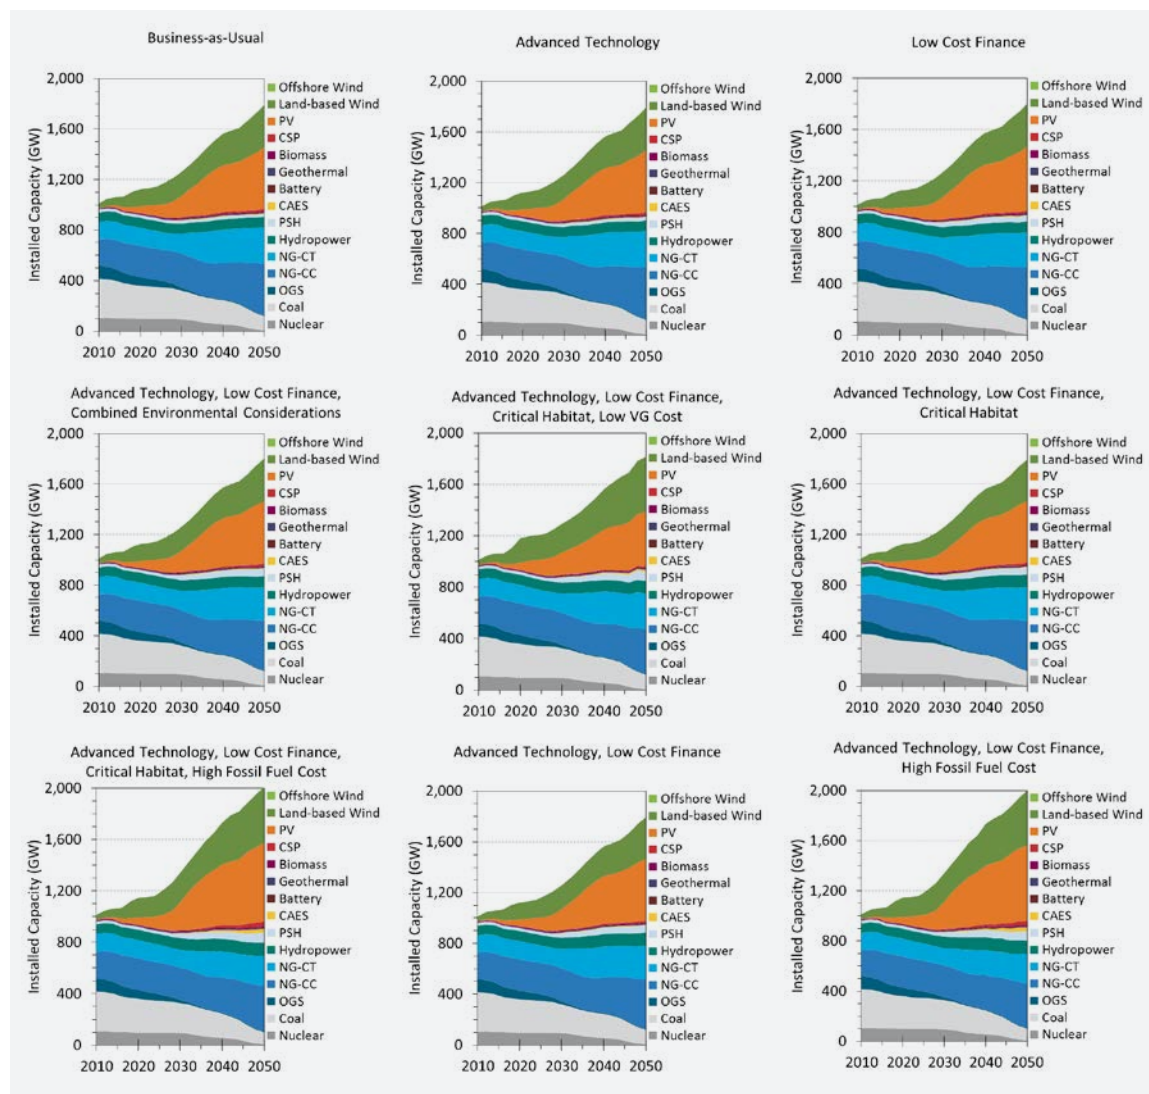 Business-as-Usual
Installed Capacity (GW)
2,000
1,600
1,200
800
400
0
2010 2020 2030 2040 2050
Offshore Wind
Land-based Wind
PV
CSP
Biomass
Geothermal
Battery
CAES
PSH
Hydropower
NG-CT
NG-CC
OGS
Coal
Nuclear
Advanced Technology
Installed Capacity (GW)
2,000
1,600
1,200
800
400
0
2010 2020 2030 2040 2050
Offshore Wind
Land-based Wind
PV
CSP
Biomass
Geothermal
Battery
CAES
PSH
Hydropower
NG-CT
NG-CC
OGS
Coal
Nuclear
Low Cost Finance
Installed Capacity (GW)
2,000
1,600
1,200
800
400
0
2010 2020 2030 2040 2050
Offshore Wind
Land-based Wind
PV
CSP
Biomass
Geothermal
Battery
CAES
PSH
Hydropower
NG-CT
NG-CC
OGS
Coal
Nuclear
Advanced Technology, Low Cost Finance,
Combined Environmental Considerations
Installed Capacity (GW)
2,000
1,600
1,200
800
400
0
2010 2020 2030 2040 2050
Offshore Wind
Land-based Wind
PV
CSP
Biomass
Geothermal
Battery
CAES
PSH
Hydropower
NG-CT
NG-CC
OGS
Coal
Nuclear
Advanced Technology, Low Cost Finance,
Critical Habitat, Low VG Cost
Installed Capacity (GW)
2,000
1,600
1,200
800
400
0
2010 2020 2030 2040 2050
Offshore Wind
Land-based Wind
PV
CSP
Biomass
Geothermal
Battery
CAES
PSH
Hydropower
NG-CT
NG-CC
OGS
Coal
Nuclear
Advanced Technology, Low Cost Finance,
Critical Habitat
Installed Capacity (GW)
2,000
1,600
1,200
800
400
0
2010 2020 2030 2040 2050
Offshore Wind
Land-based Wind
PV
CSP
Biomass
Geothermal
Battery
CAES
PSH
Hydropower
NG-CT
NG-CC
OGS
Coal
Nuclear
Advanced Technology, Low Cost Finance,
Critical Habitat, High Fossil Fuel Cost
Installed Capacity (GW)
2,000
1,600
1,200
800
400
0
2010 2020 2030 2040 2050
Offshore Wind
Land-based Wind
PV
CSP
Biomass
Geothermal
Battery
CAES
PSH
Hydropower
NG-CT
NG-CC
OGS
Coal
Nuclear
Advanced Technology, Low Cost Finance
Installed Capacity (GW)
2,000
1,600
1,200
800
400
0
2010 2020 2030 2040 2050
Offshore Wind
Land-based Wind
PV
CSP
Biomass
Geothermal
Battery
CAES
PSH
Hydropower
NG-CT
NG-CC
OGS
Coal
Nuclear
Advanced Technology, Low Cost Finance,
High Fossil Fuel Cost
Installed Capacity (GW)
2,000
1,600
1,200
800
400
0
2010 2020 2030 2040 2050
Offshore Wind
Land-based Wind
PV
CSP
Biomass
Geothermal
Battery
CAES
PSH
Hydropower
NG-CT
NG-CC
OGS
Coal
Nuclear